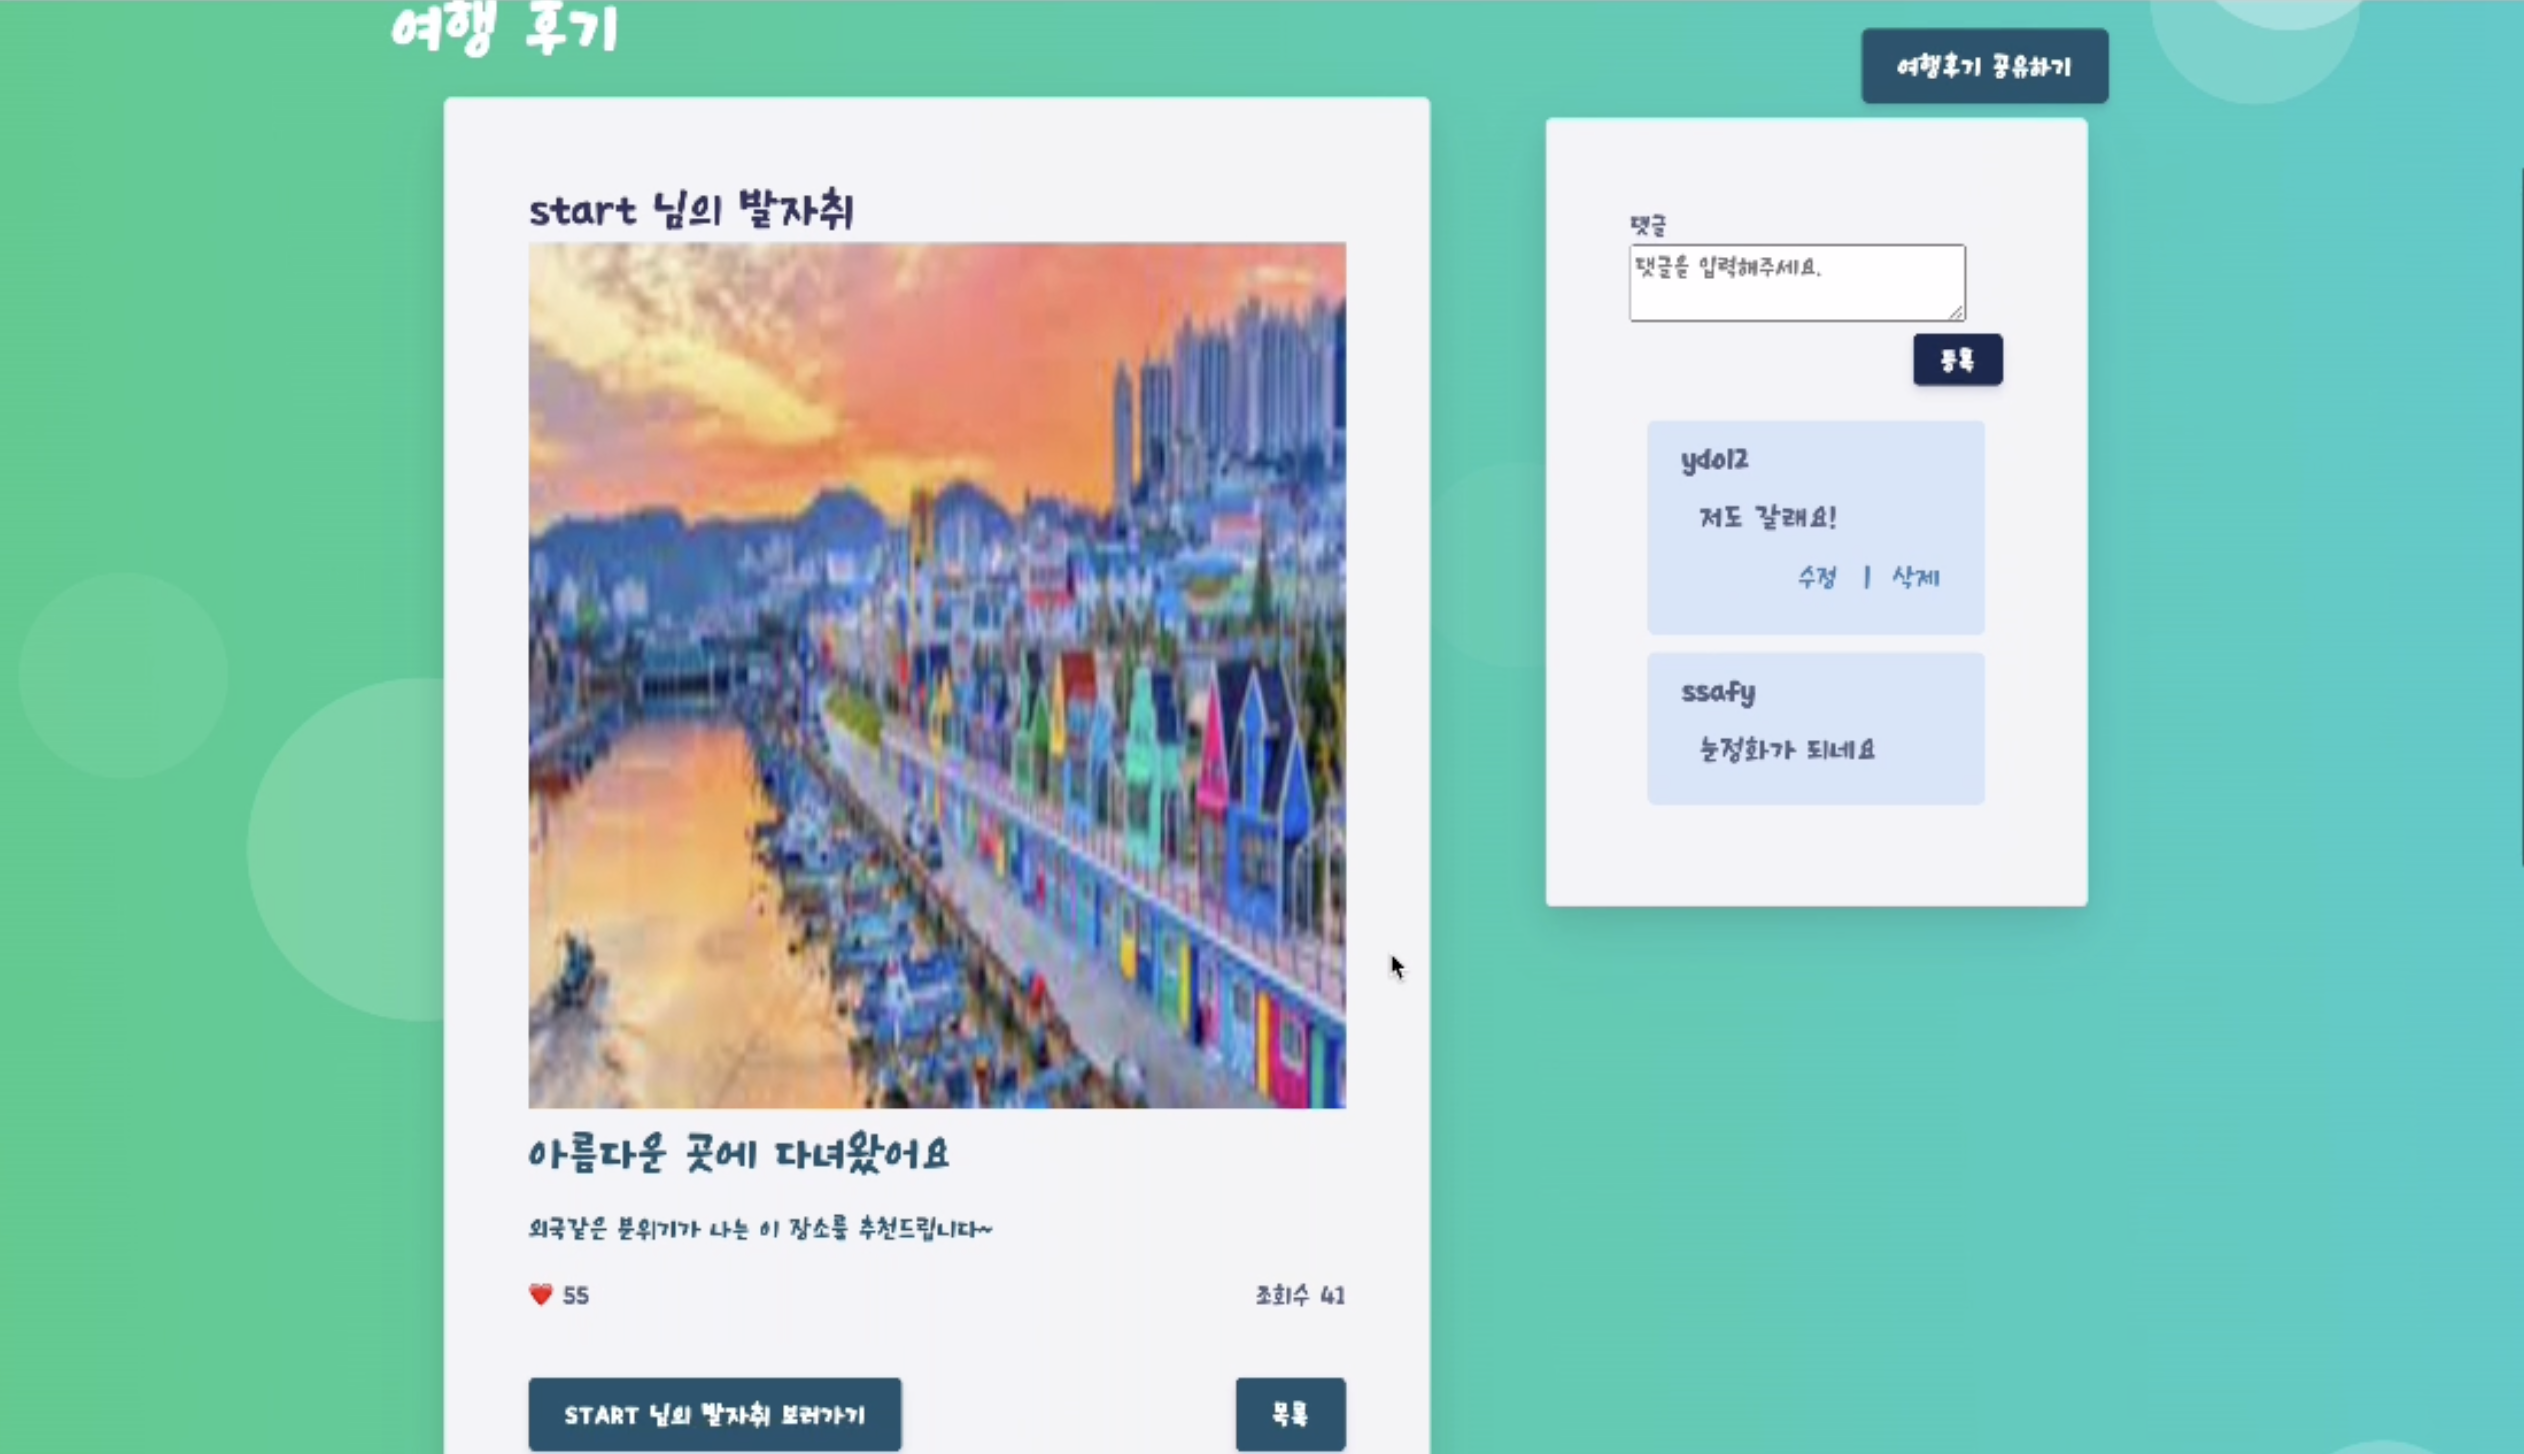 여행 후기
여행후기 공유하기
start 님의 발자취
아름다운 곳에 다녀왔어요
외국같은 분위기가 나는 이 장소를 추천드립니다~
❤️ 55
조회수 41
START 님의 발자취 보러가기
목록
댓글
댓글을 입력해주세요.
등록
ydol2
저도 갈래요!
수정 | 삭제
ssafy
눈정화가 되네요